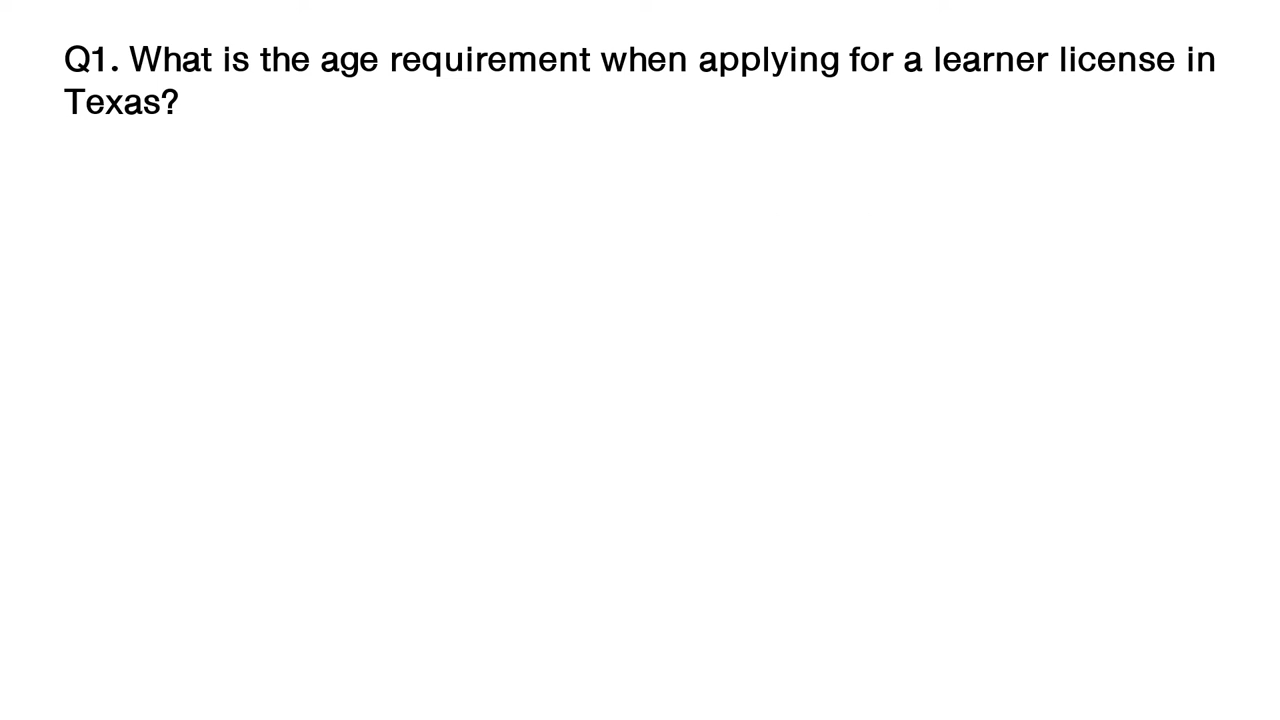 Q1. What is the age requirement when applying for a learner license in
Texas?